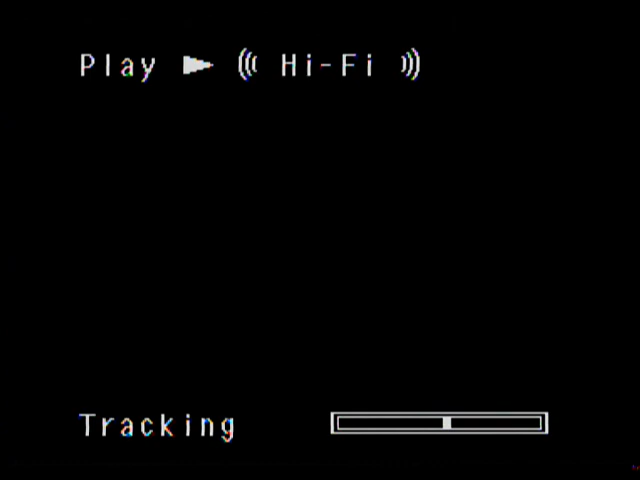 Play ► ((( Hi-Fi )))
Tracking